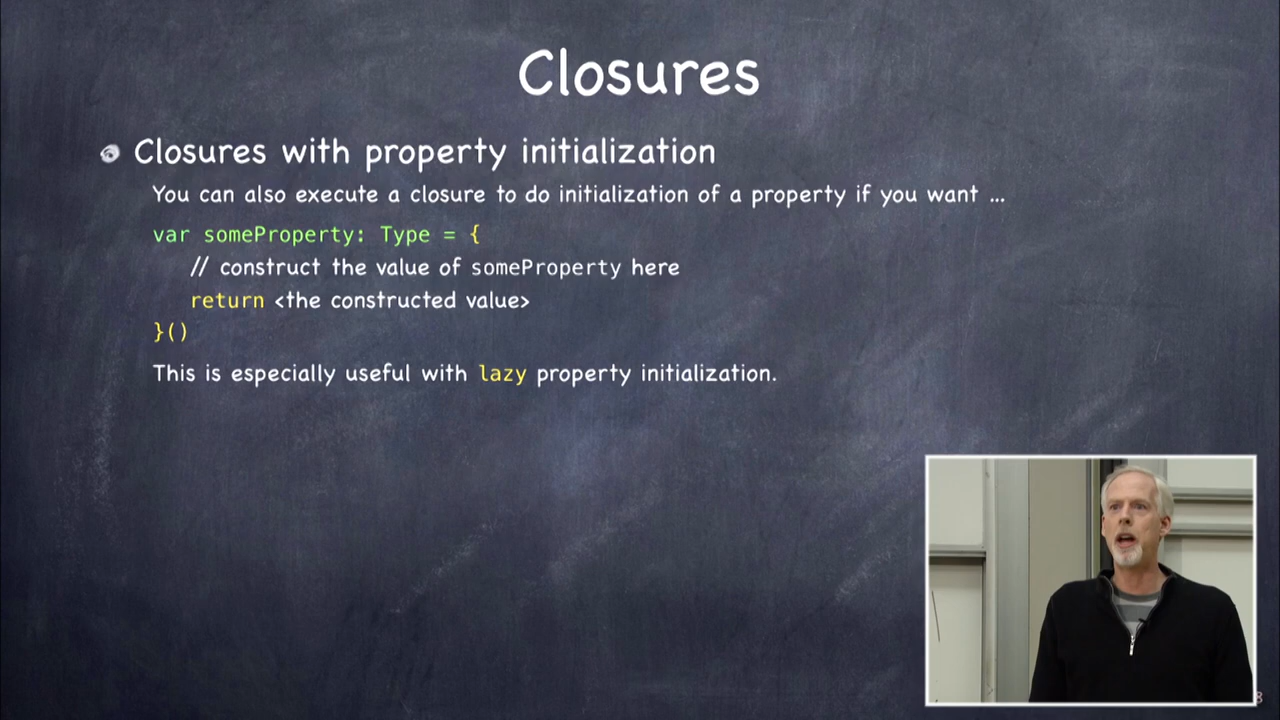 Closures
Closures with property initialization
You can also execute a closure to do initialization of a property if you want ...
var someProperty: Type = {
// construct the value of someProperty here
return <the constructed value>
}()
This is especially useful with lazy property initialization.